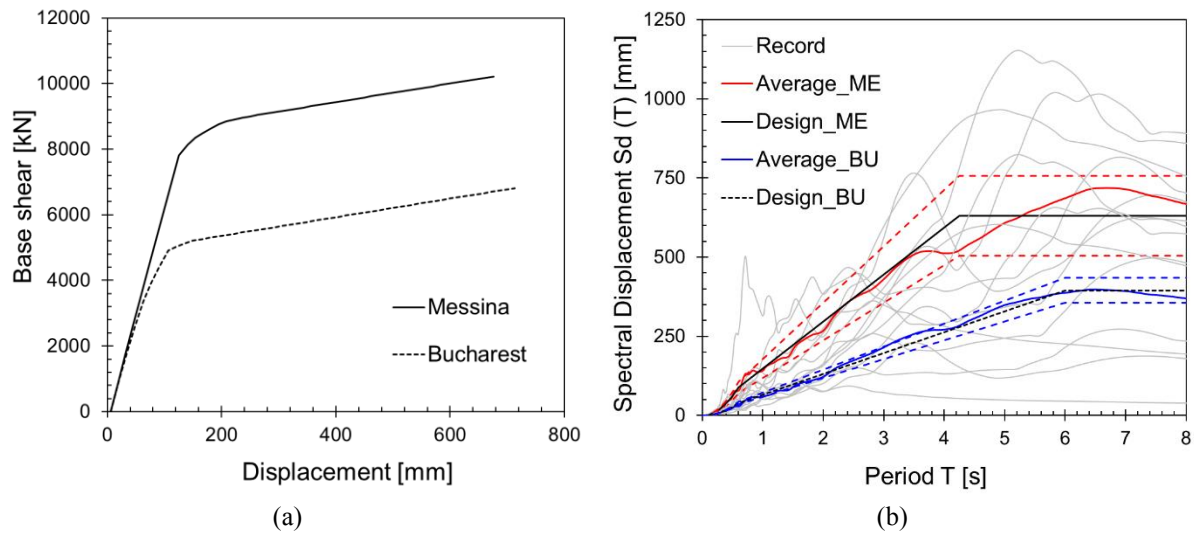 12000
10000
8000
6000
4000
2000
0
Base shear [kN]
Messina
Bucharest
0 200 400 600 800
Displacement [mm]
(a)
1250
1000
750
500
250
0
Spectral Displacement Sd (T) [mm]
Record
Average_ME
Design_ME
Average_BU
Design_BU
0 1 2 3 4 5 6 7 8
Period T [s]
(b)